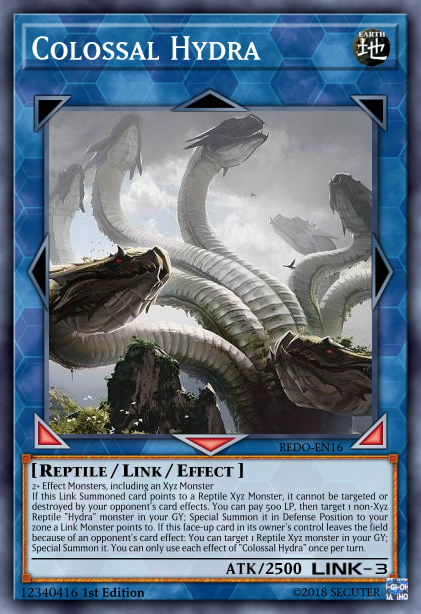 COLOSSAL HYDRA
EARTH
地
REDO-EN16
[REPTILE / LINK / EFFECT]
2+ Effect Monsters, including an Xyz Monster
If this Link Summoned card points to a Reptile Xyz Monster, it cannot be targeted or
destroyed by your opponent's card effects. You can pay 500 LP, then target 1 non-Xyz
Reptile "Hydra" monster in your GY; Special Summon it in Defense Position to your
zone a Link Monster points to. If this face-up card in its owner's control leaves the field
because of an opponent's card effect: You can target 1 Reptile Xyz monster in your GY;
Special Summon it. You can only use each effect of "Colossal Hydra" once per turn.
ATK/2500 LINK-3
12340416 1st Edition ©2018 SECUTER